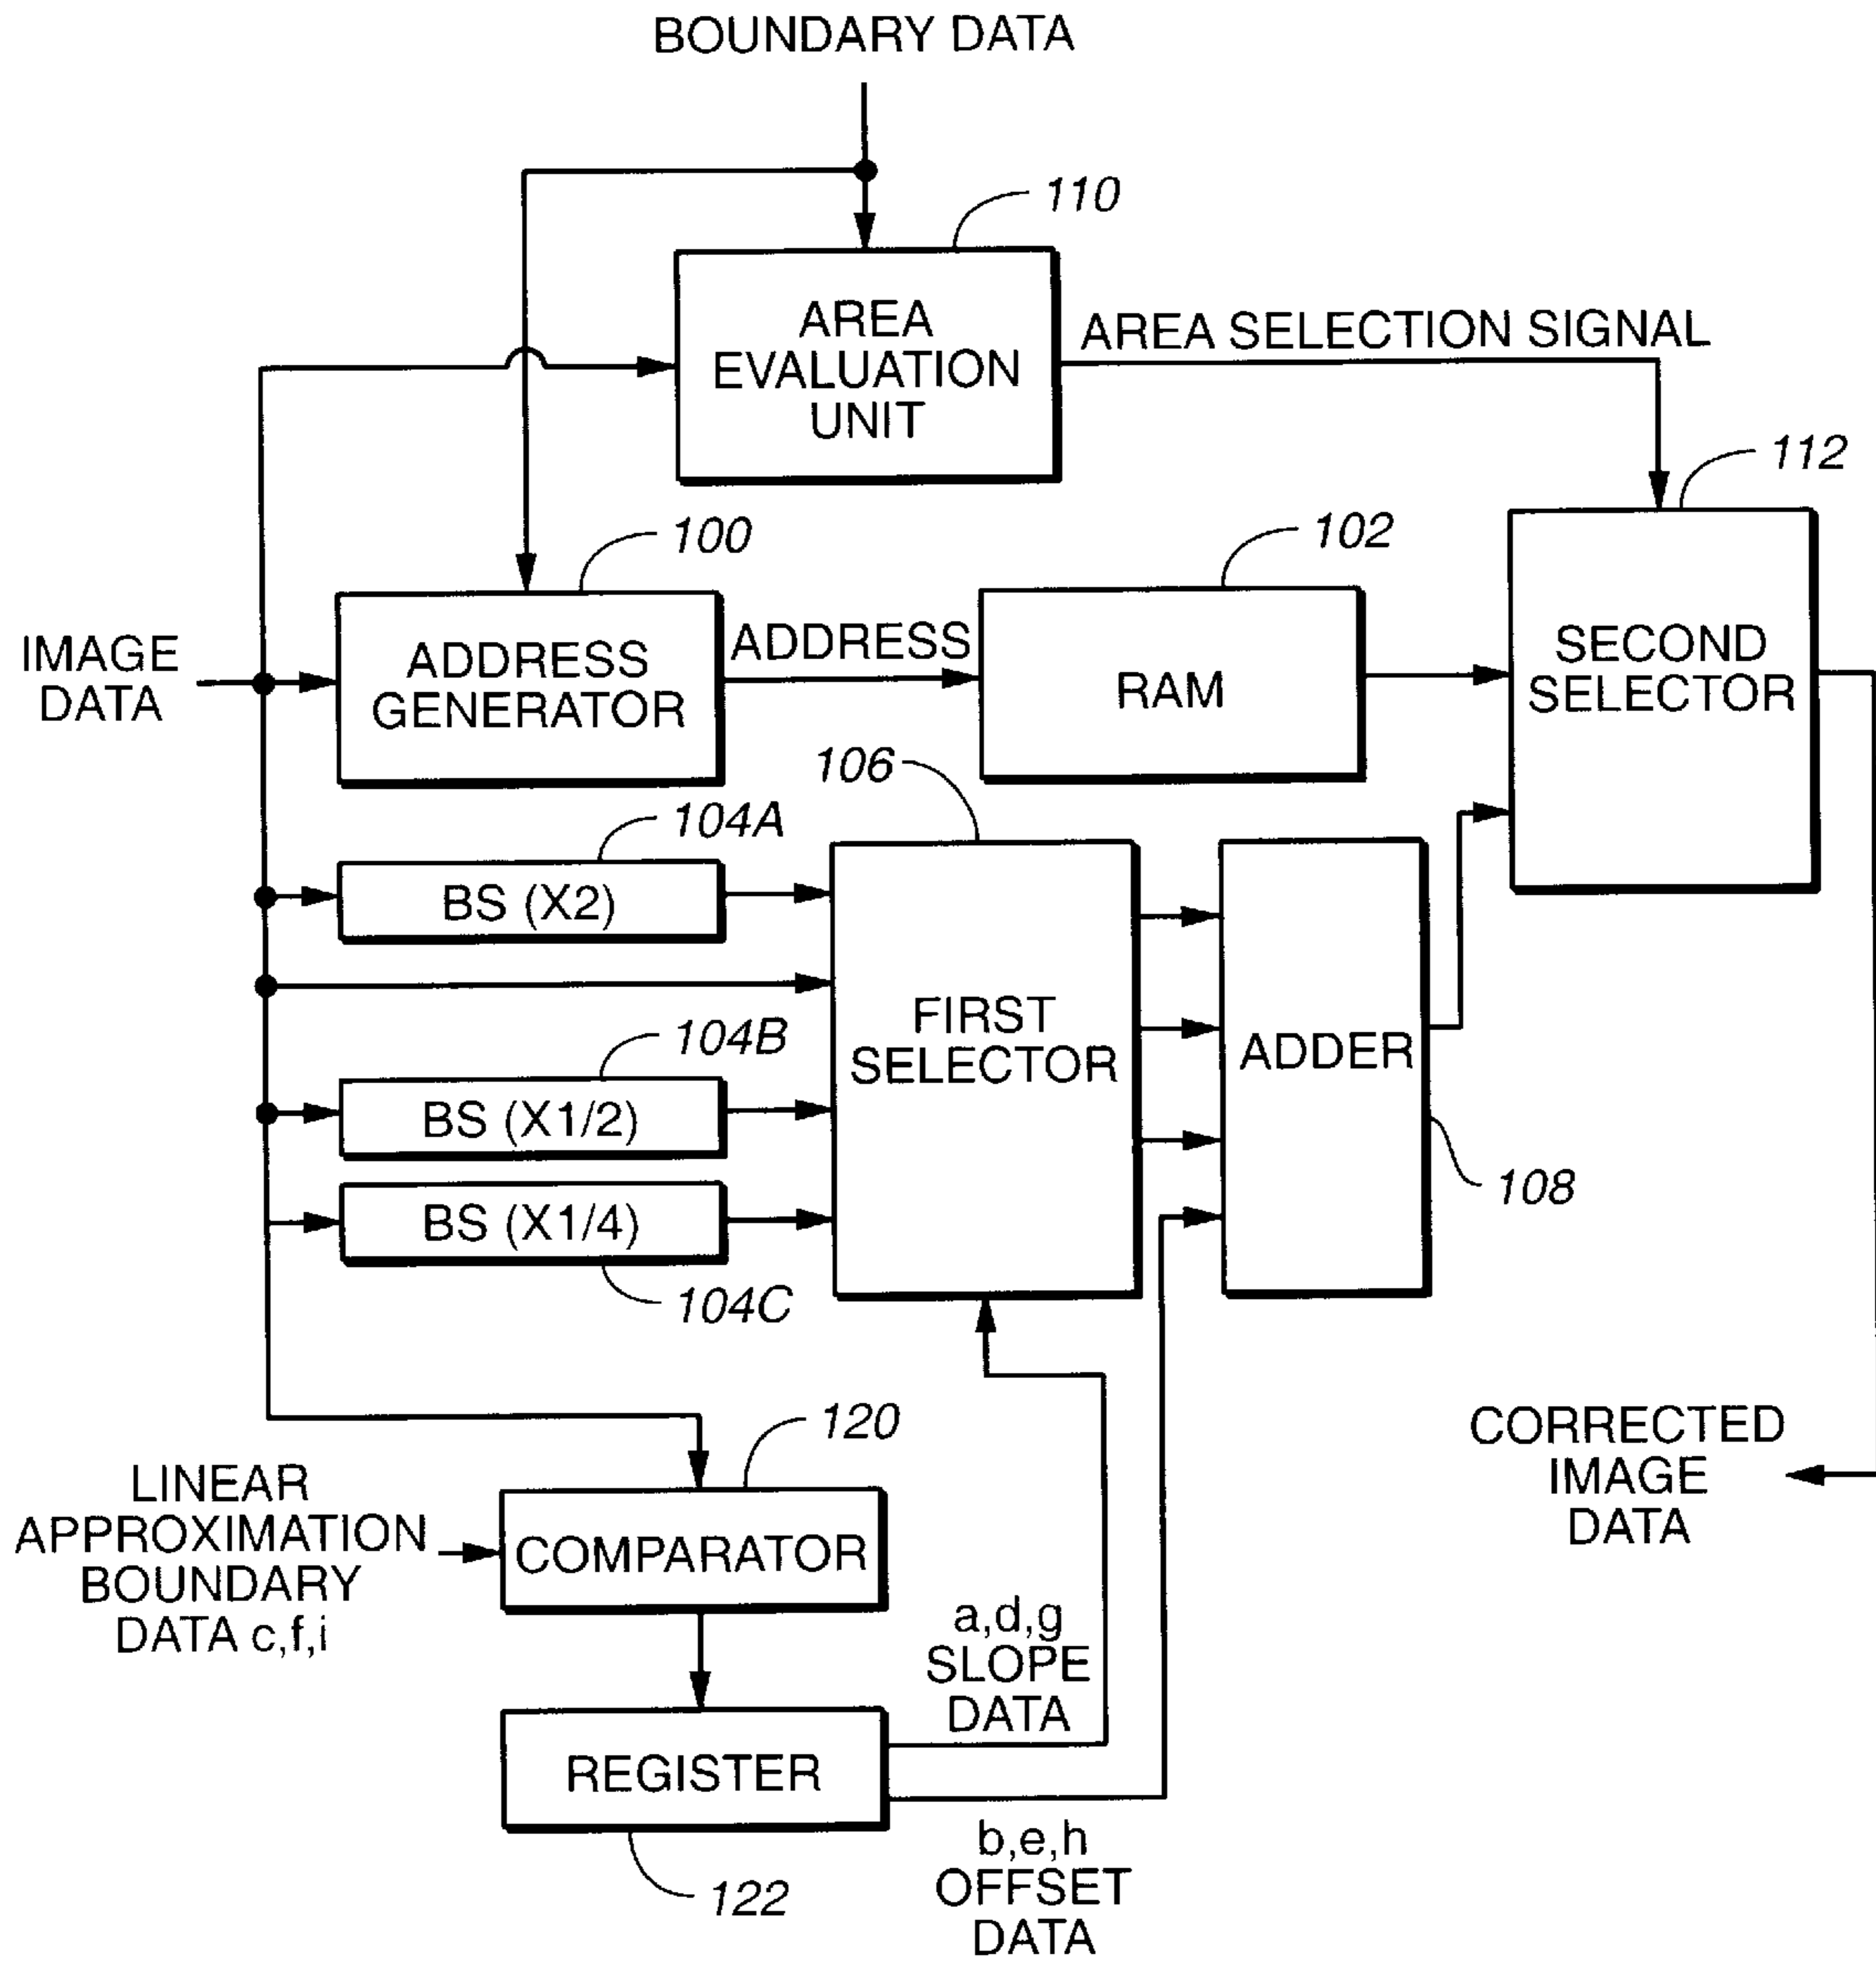 BOUNDARY DATA
110
AREA
EVALUATION
UNIT
AREA SELECTION SIGNAL
112
100
102
IMAGE
DATA
ADDRESS
GENERATOR
ADDRESS
RAM
SECOND
SELECTOR
106
104A
BS (X2)
FIRST
SELECTOR
ADDER
104B
BS (X1/2)
108
BS (X1/4)
104C
120
CORRECTED
IMAGE
DATA
LINEAR
APPROXIMATION
BOUNDARY
DATA c,f,i
COMPARATOR
a,d,g
SLOPE
DATA
REGISTER
b,e,h
OFFSET
DATA
122